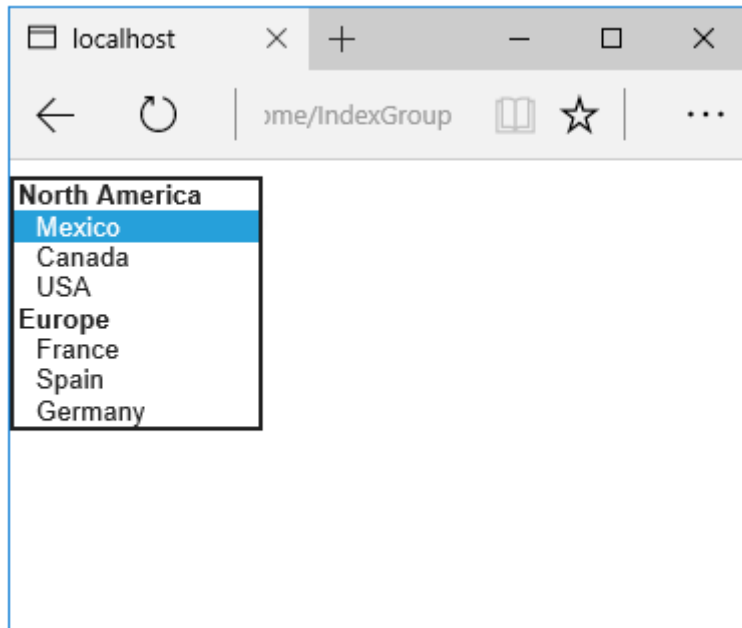 localhost
ome/IndexGroup
North America
Mexico
Canada
USA
Europe
France
Spain
Germany